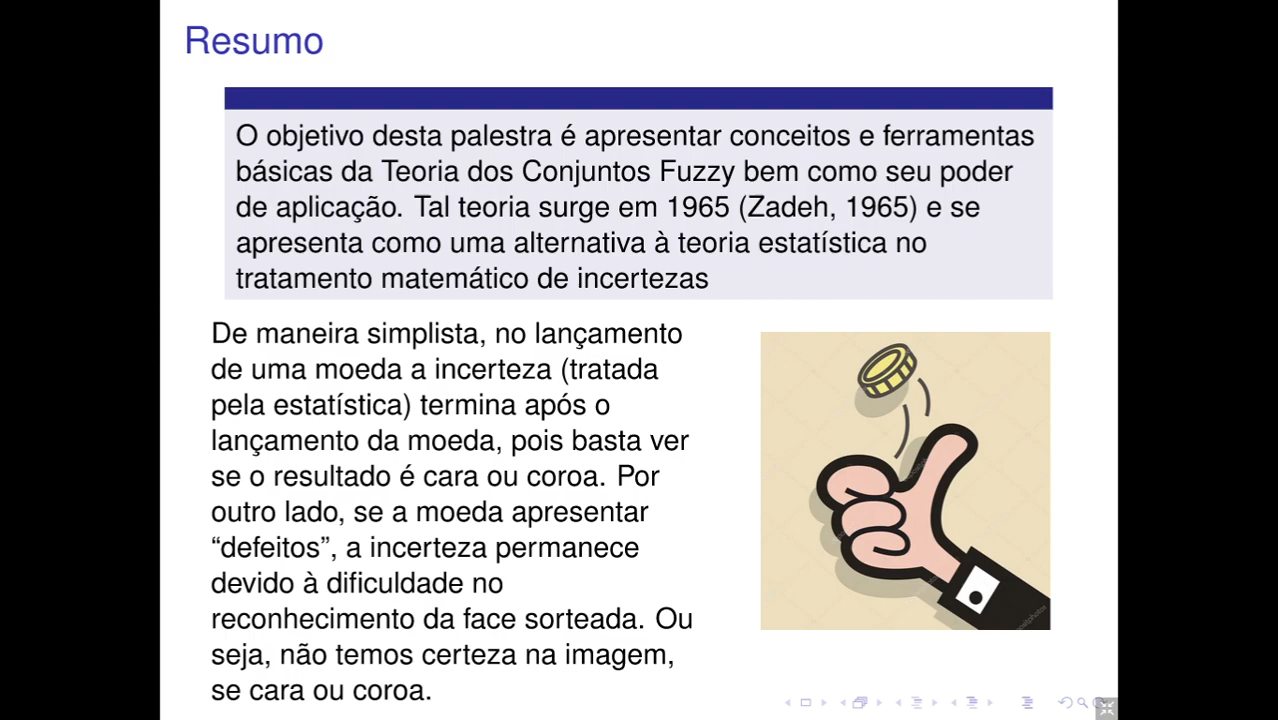 Resumo
O objetivo desta palestra é apresentar conceitos e ferramentas
básicas da Teoria dos Conjuntos Fuzzy bem como seu poder
de aplicação. Tal teoria surge em 1965 (Zadeh, 1965) e se
apresenta como uma alternativa à teoria estatística no
tratamento matemático de incertezas
De maneira simplista, no lançamento
de uma moeda a incerteza (tratada
pela estatística) termina após o
lançamento da moeda, pois basta ver
se o resultado é cara ou coroa. Por
outro lado, se a moeda apresentar
“defeitos”, a incerteza permanece
devido à dificuldade no
reconhecimento da face sorteada. Ou
seja, não temos certeza na imagem,
se cara ou coroa.